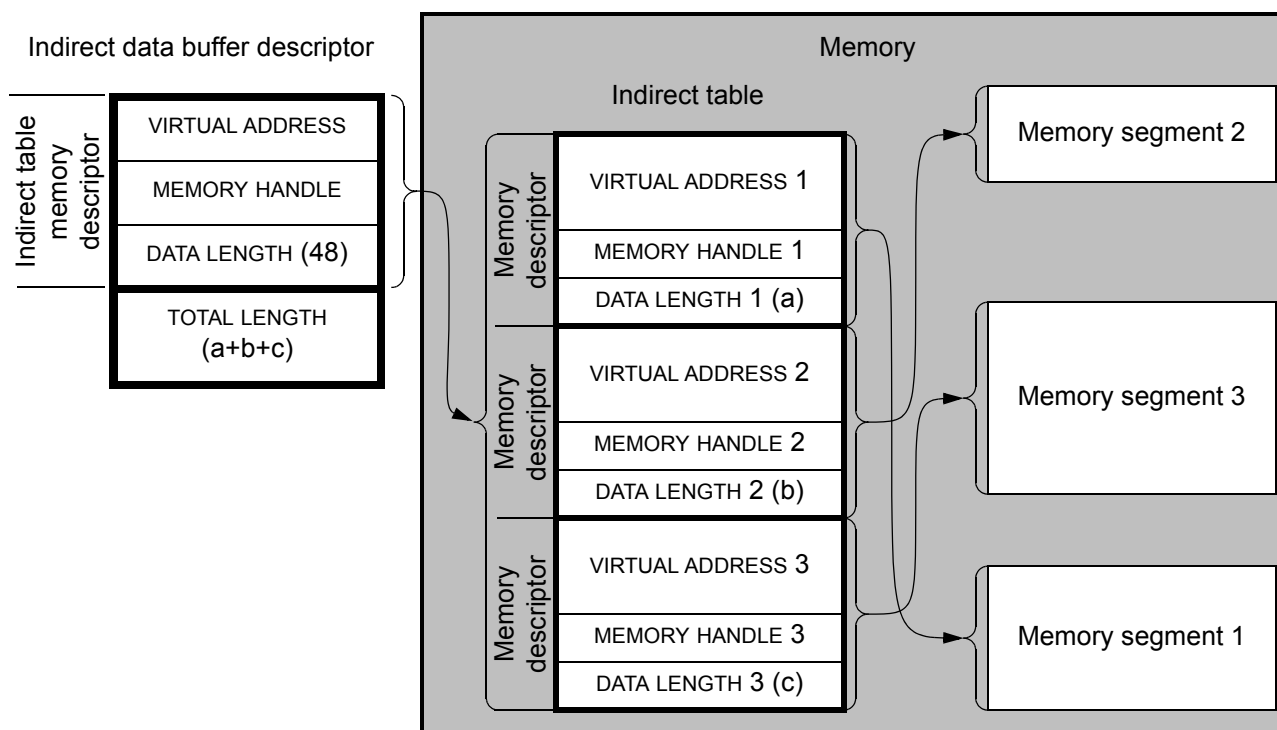 Indirect data buffer descriptor
Indirect table
memory
descriptor
VIRTUAL ADDRESS
MEMORY HANDLE
DATA LENGTH (48)
TOTAL LENGTH
(a+b+c)
Memory
Indirect table
Memory
descriptor
VIRTUAL ADDRESS 1
MEMORY HANDLE 1
DATA LENGTH 1 (a)
Memory
descriptor
VIRTUAL ADDRESS 2
MEMORY HANDLE 2
DATA LENGTH 2 (b)
Memory
descriptor
VIRTUAL ADDRESS 3
MEMORY HANDLE 3
DATA LENGTH 3 (c)
Memory segment 2
Memory segment 3
Memory segment 1